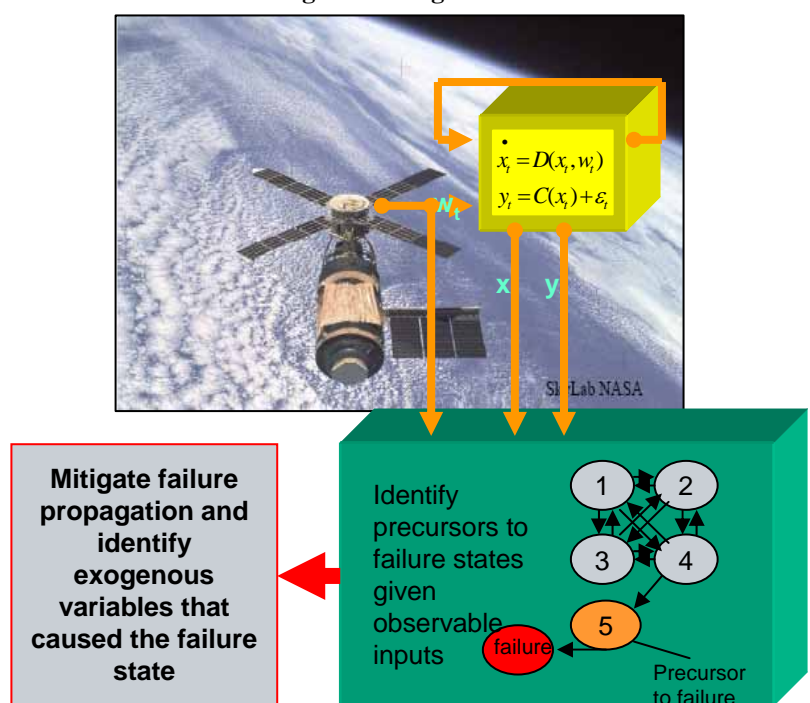 ẋₜ = D(xₜ, wₜ)
yₜ = C(xₜ) + εₜ
wₜ
x
y
SkyLab NASA
Mitigate failure
propagation and
identify
exogenous
variables that
caused the failure
state
Identify
precursors to
failure states
given
observable
inputs
1
2
3
4
5
failure
Precursor
to failure